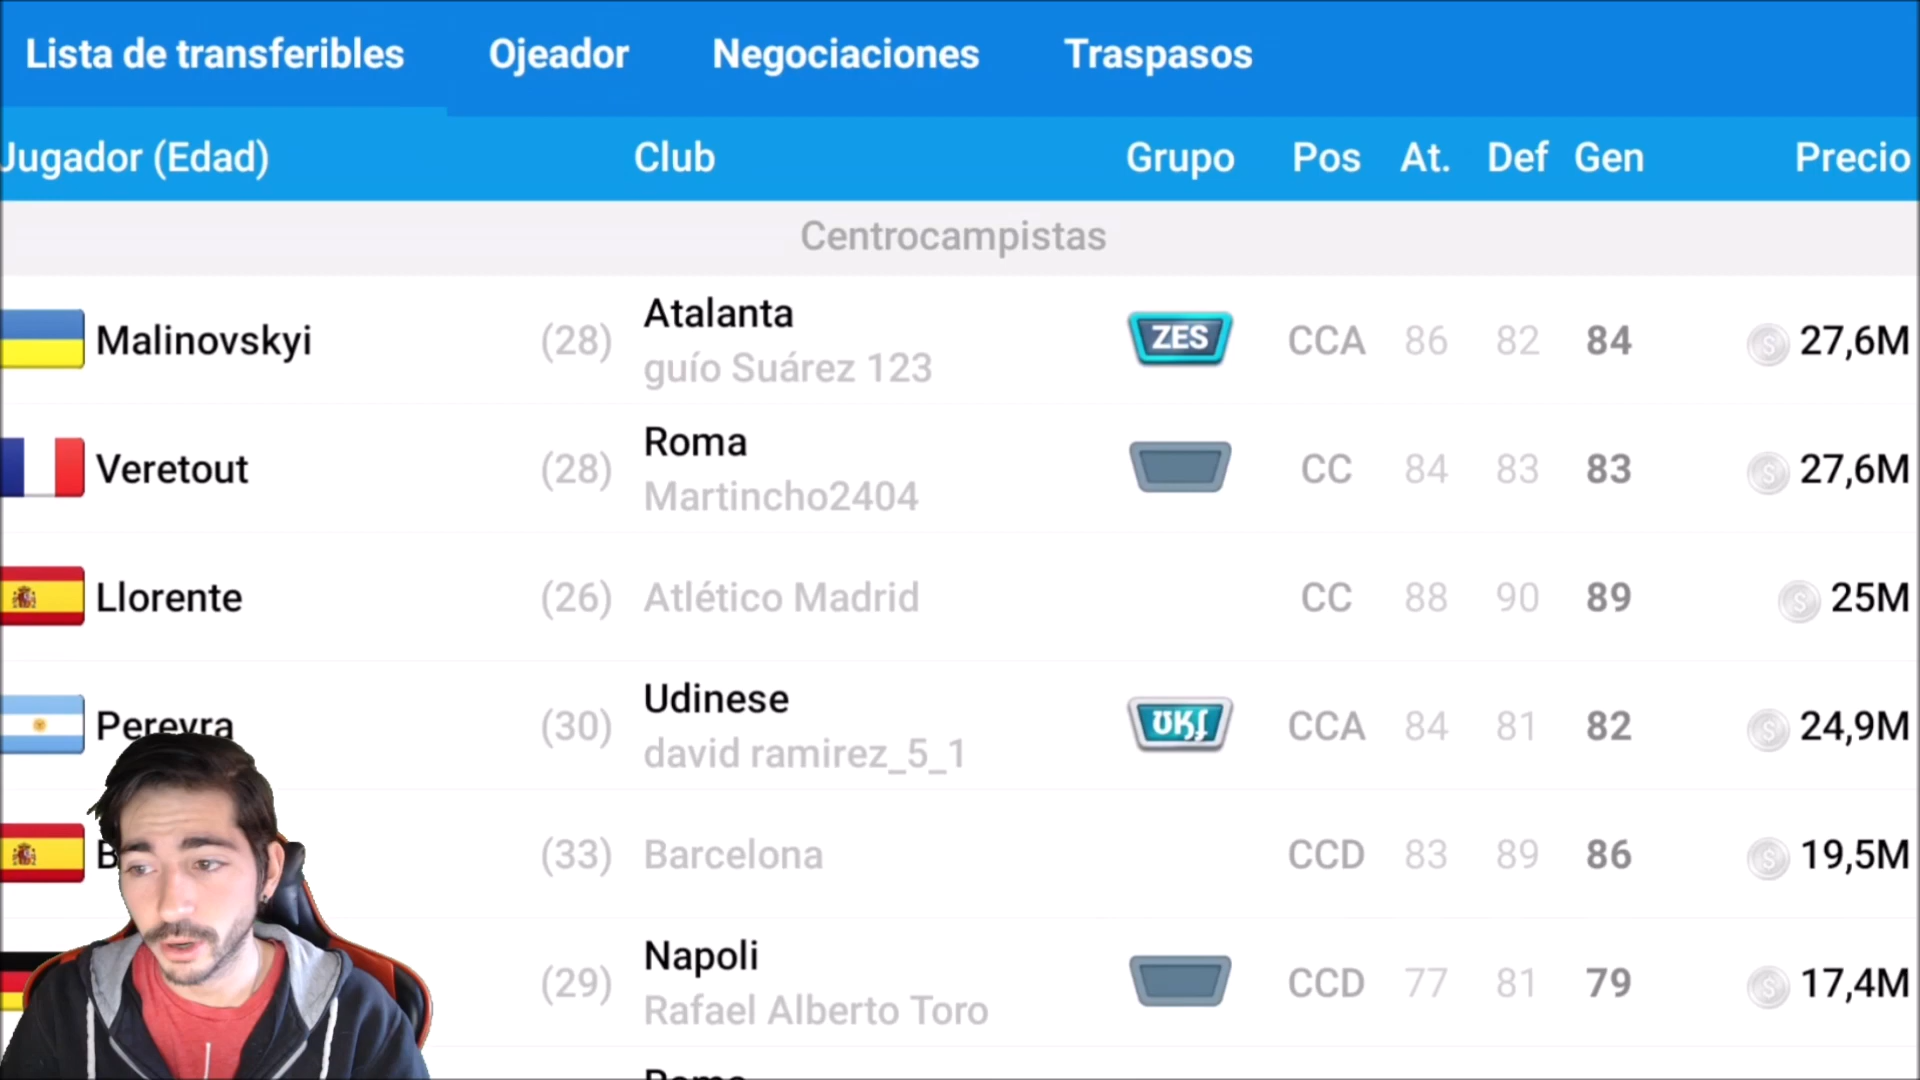 Lista de transferibles Ojeador Negociaciones Traspasos
Jugador (Edad) Club Grupo Pos At. Def Gen Precio
Centrocampistas
Malinovskyi (28) Atalanta ZES CCA 86 82 84 27,6M
guío Suárez 123
Veretout (28) Roma CC 84 83 83 27,6M
Martincho2404
Llorente (26) Atlético Madrid CC 88 90 89 25M
Pereyra (30) Udinese CCA 84 81 82 24,9M
david ramirez_5_1
(33) Barcelona CCD 83 89 86 19,5M
(29) Napoli CCD 77 81 79 17,4M
Rafael Alberto Toro
Roma